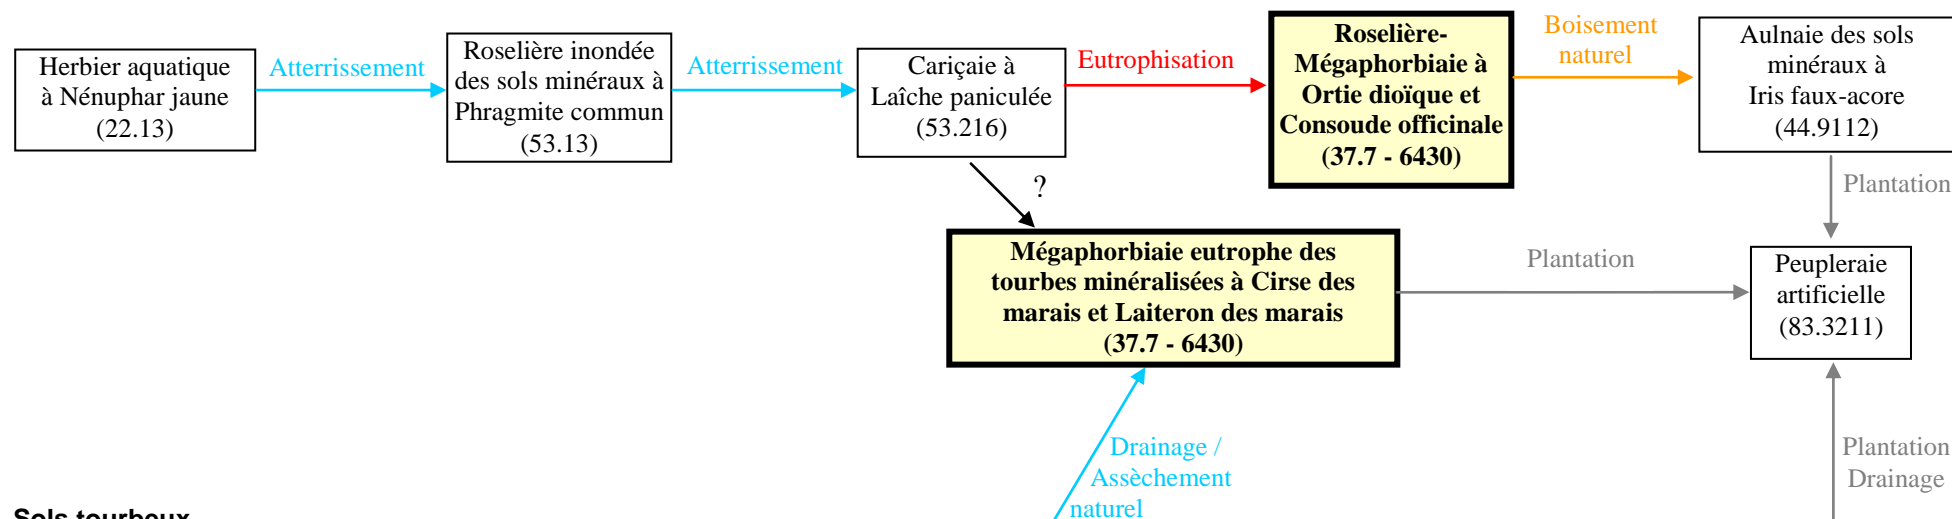 Herbier aquatique
à Nénuphar jaune
(22.13)
Atterrissement
Roselière inondée
des sols minéraux à
Phragmite commun
(53.13)
Atterrissement
Cariçaie à
Laîche paniculée
(53.216)
Eutrophisation
Roselière-
Mégaphorbiaie à
Ortie dioïque et
Consoude officinale
(37.7 - 6430)
Boisement
naturel
Aulnaie des sols
minéraux à
Iris faux-acore
(44.9112)
?
Plantation
Mégaphorbiaie eutrophe des
tourbes minéralisées à Cirse des
marais et Laiteron des marais
(37.7 - 6430)
Plantation
Peupleraie
artificielle
(83.3211)
Drainage /
Assèchement
naturel
Plantation
Drainage
Sols tourbeux